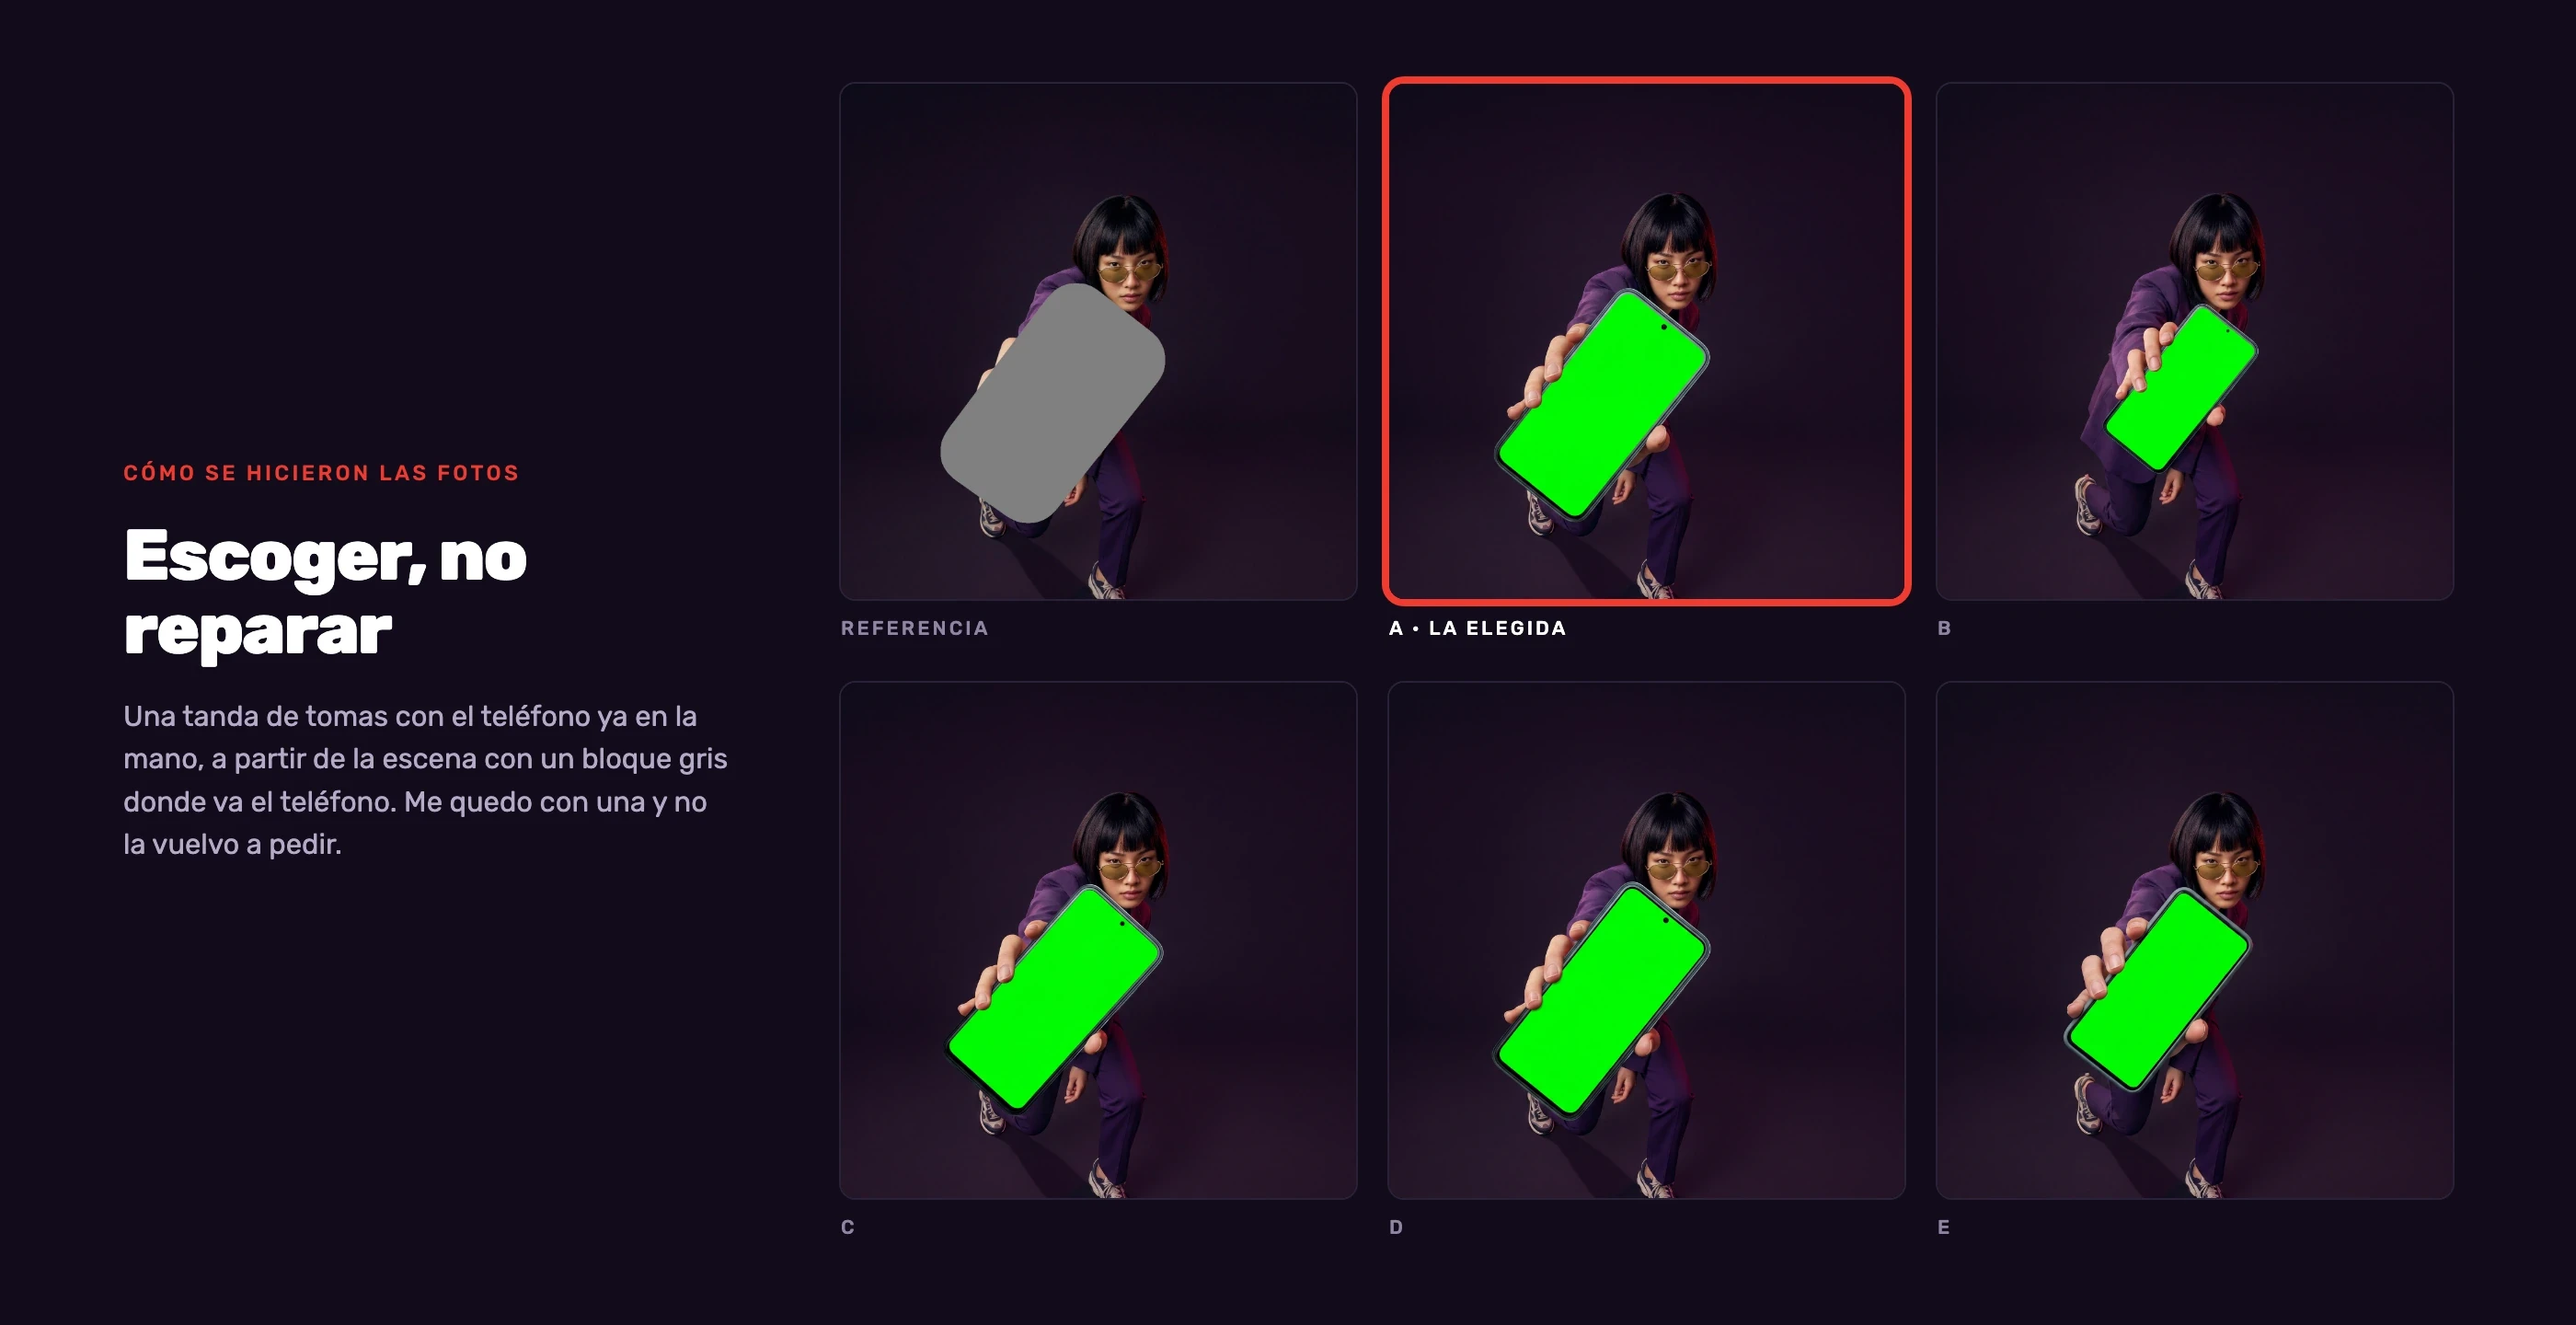 CÓMO SE HICIERON LAS FOTOS
Escoger, no
reparar
Una tanda de tomas con el teléfono ya en la
mano, a partir de la escena con un bloque gris
donde va el teléfono. Me quedo con una y no
la vuelvo a pedir.
REFERENCIA
A • LA ELEGIDA
B
C
D
E